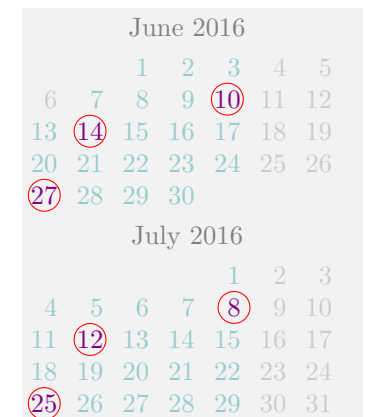 June 2016
1 2 3 4 5
6 7 8 9 10 11 12
13 14 15 16 17 18 19
20 21 22 23 24 25 26
27 28 29 30
July 2016
1 2 3
4 5 6 7 8 9 10
11 12 13 14 15 16 17
18 19 20 21 22 23 24
25 26 27 28 29 30 31